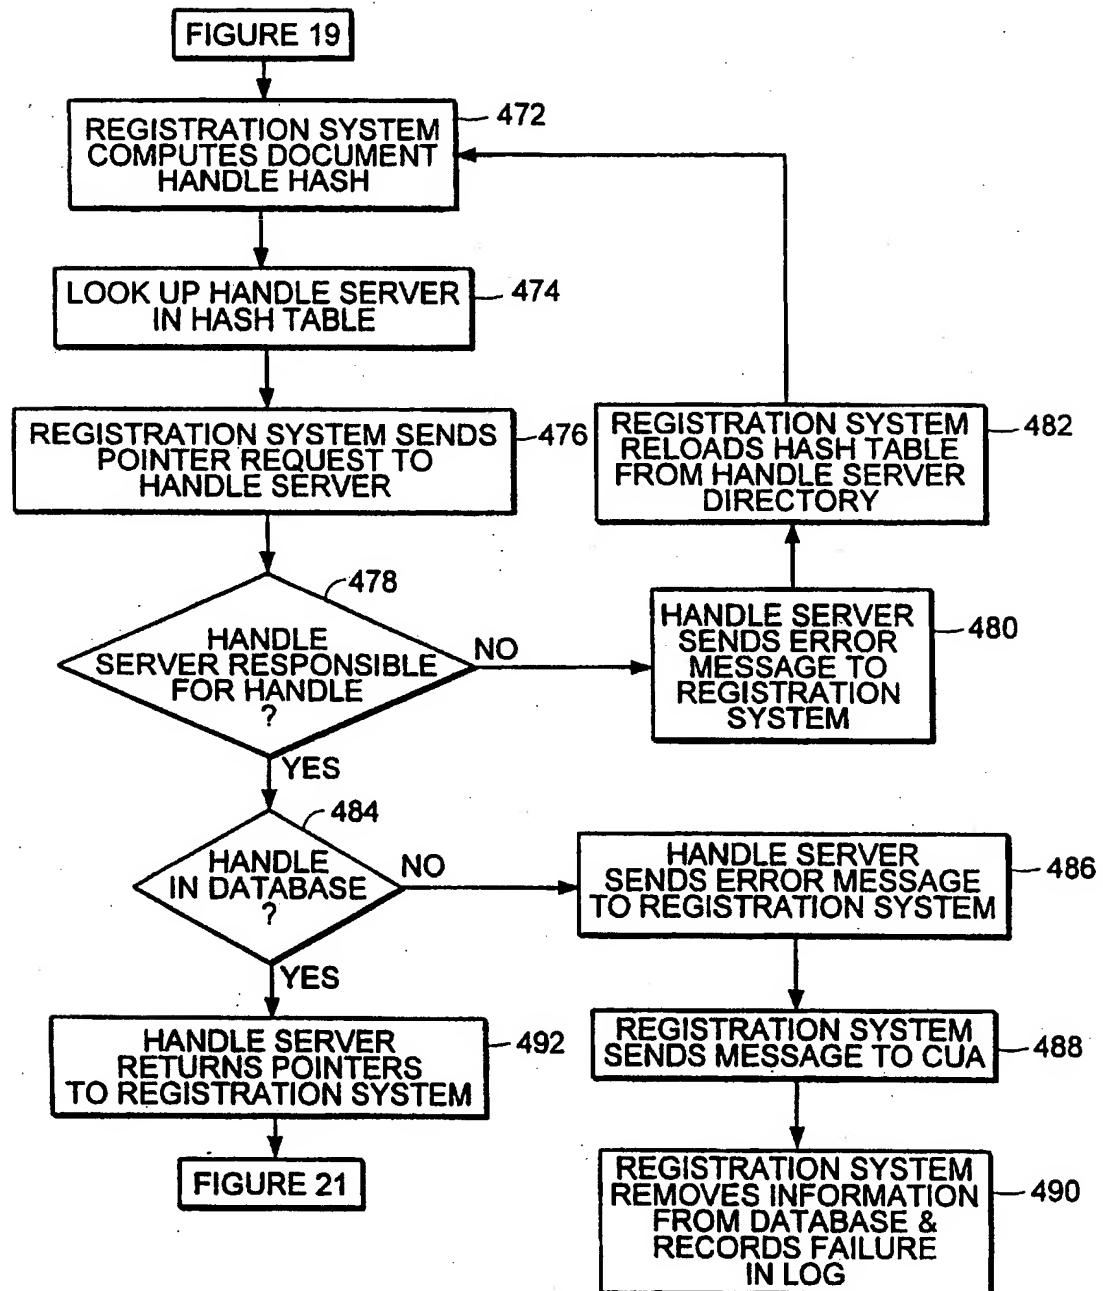 FIGURE 19
REGISTRATION SYSTEM
COMPUTES DOCUMENT
HANDLE HASH
472
LOOK UP HANDLE SERVER
IN HASH TABLE
474
REGISTRATION SYSTEM SENDS
POINTER REQUEST TO
HANDLE SERVER
476
REGISTRATION SYSTEM
RELOADS HASH TABLE
FROM HANDLE SERVER
DIRECTORY
482
478
HANDLE
SERVER RESPONSIBLE
FOR HANDLE
?
NO
HANDLE SERVER
SENDS ERROR
MESSAGE TO
REGISTRATION
SYSTEM
480
YES
484
HANDLE
IN DATABASE
?
NO
HANDLE SERVER
SENDS ERROR MESSAGE
TO REGISTRATION SYSTEM
486
YES
HANDLE SERVER
RETURNS POINTERS
TO REGISTRATION SYSTEM
492
REGISTRATION SYSTEM
SENDS MESSAGE TO CUA
488
FIGURE 21
REGISTRATION SYSTEM
REMOVES INFORMATION
FROM DATABASE &
RECORDS FAILURE
IN LOG
490